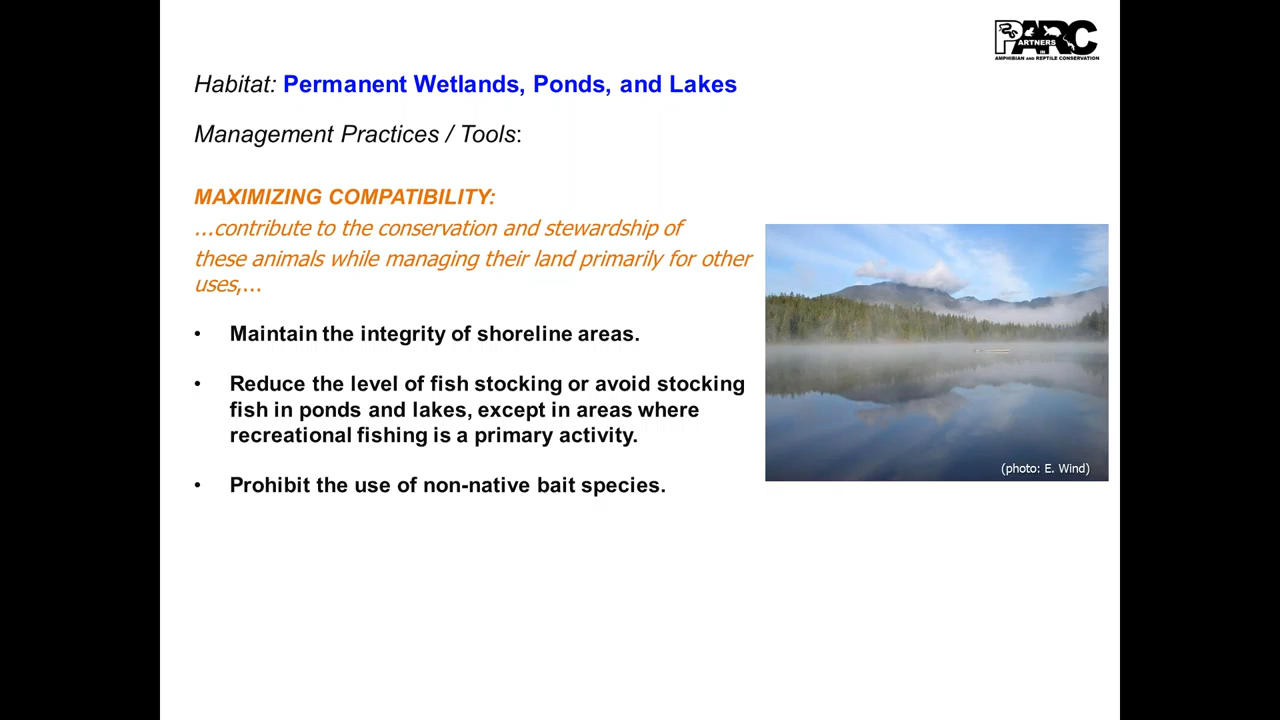 PARC
PARTNERS
IN
AMPHIBIAN AND REPTILE CONSERVATION
Habitat: Permanent Wetlands, Ponds, and Lakes
Management Practices / Tools:
MAXIMIZING COMPATIBILITY:
...contribute to the conservation and stewardship of
these animals while managing their land primarily for other
uses,...
• Maintain the integrity of shoreline areas.
• Reduce the level of fish stocking or avoid stocking
fish in ponds and lakes, except in areas where
recreational fishing is a primary activity.
• Prohibit the use of non-native bait species.
(photo: E. Wind)